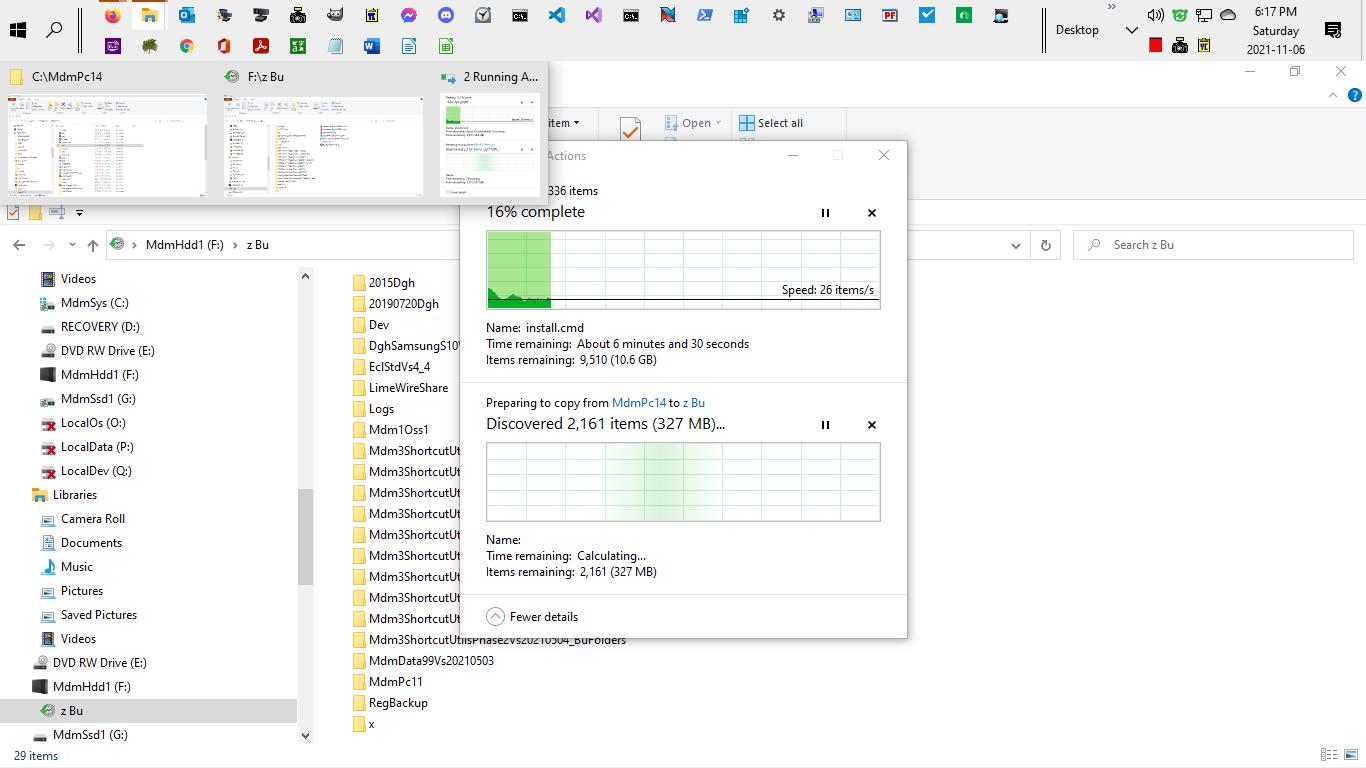 6:17 PM
Desktop
Saturday
2021-11-06
C:\MdmPc14
F:\z Bu
2 Running A...
item
Open
Select all
Actions
336 items
16% complete
MdmHdd1 (F:)
z Bu
Search z Bu
Speed: 26 items/s
Name: install.cmd
Time remaining: About 6 minutes and 30 seconds
Items remaining: 9,510 (10.6 GB)
Preparing to copy from MdmPc14 to z Bu
Discovered 2,161 items (327 MB)...
Name:
Time remaining: Calculating...
Items remaining: 2,161 (327 MB)
Fewer details
Videos
MdmSys (C:)
RECOVERY (D:)
DVD RW Drive (E:)
MdmHdd1 (F:)
MdmSsd1 (G:)
LocalOs (O:)
LocalData (P:)
LocalDev (Q:)
Libraries
Camera Roll
Documents
Music
Pictures
Saved Pictures
Videos
DVD RW Drive (E:)
MdmHdd1 (F:)
z Bu
MdmSsd1 (G:)
2015Dgh
20190720Dgh
Dev
DghSamsungS10
EclStdVs4_4
LimeWireShare
Logs
Mdm1Oss1
Mdm3ShortcutUt
Mdm3ShortcutUt
Mdm3ShortcutUt
Mdm3ShortcutUt
Mdm3ShortcutUt
Mdm3ShortcutUt
Mdm3ShortcutUt
Mdm3ShortcutUt
Mdm3ShortcutUt
Mdm3ShortcutUtilsPhase2Vs20210504_BuFolders
MdmData99Vs20210503
MdmPc11
RegBackup
x
29 items